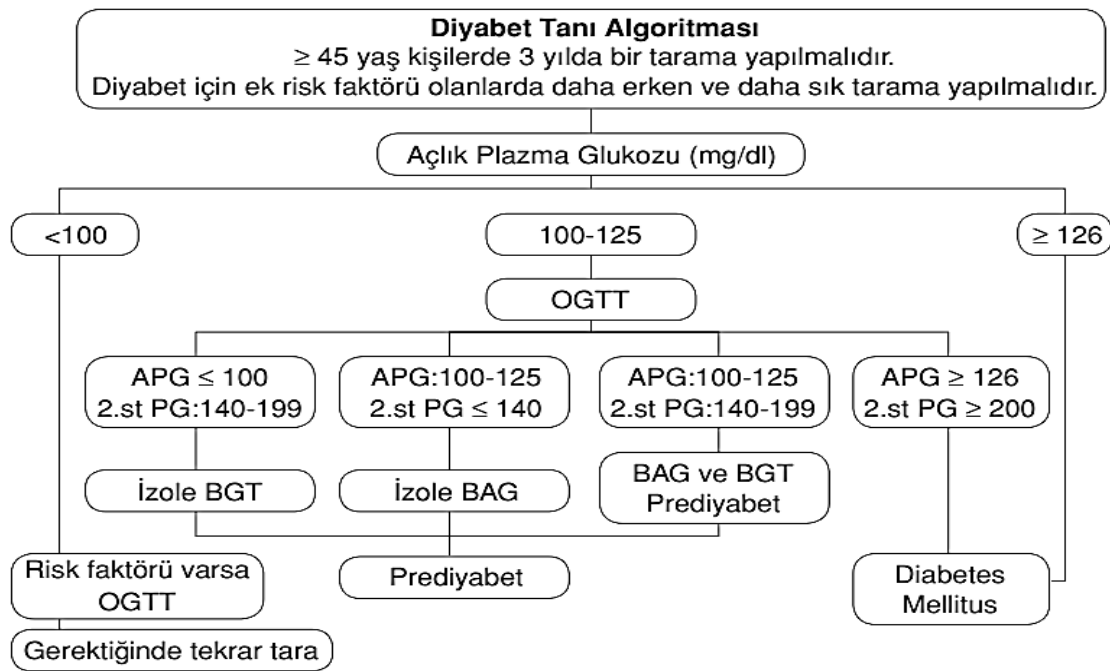 Diyabet Tanı Algoritması
≥ 45 yaş kişilerde 3 yılda bir tarama yapılmalıdır.
Diyabet için ek risk faktörü olanlarda daha erken ve daha sık tarama yapılmalıdır.
Açlık Plazma Glukozu (mg/dl)
<100
100-125
≥ 126
OGTT
APG ≤ 100
2.st PG:140-199
APG:100-125
2.st PG ≤ 140
APG:100-125
2.st PG:140-199
APG ≥ 126
2.st PG ≥ 200
İzole BGT
İzole BAG
BAG ve BGT
Prediyabet
Risk faktörü varsa
OGTT
Prediyabet
Diabetes
Mellitus
Gerektiğinde tekrar tara